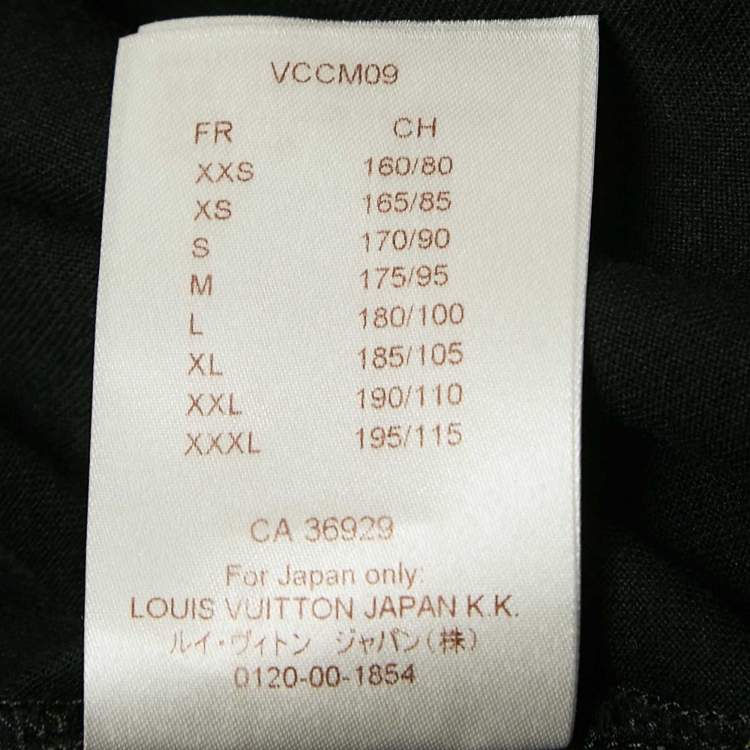 VCCM09
FR CH
XXS 160/80
XS 165/85
S 170/90
M 175/95
L 180/100
XL 185/105
XXL 190/110
XXXL 195/115
CA 36929
For Japan only:
LOUIS VUITTON JAPAN K.K.
ルイ・ヴィトン ジャパン(株)
0120-00-1854